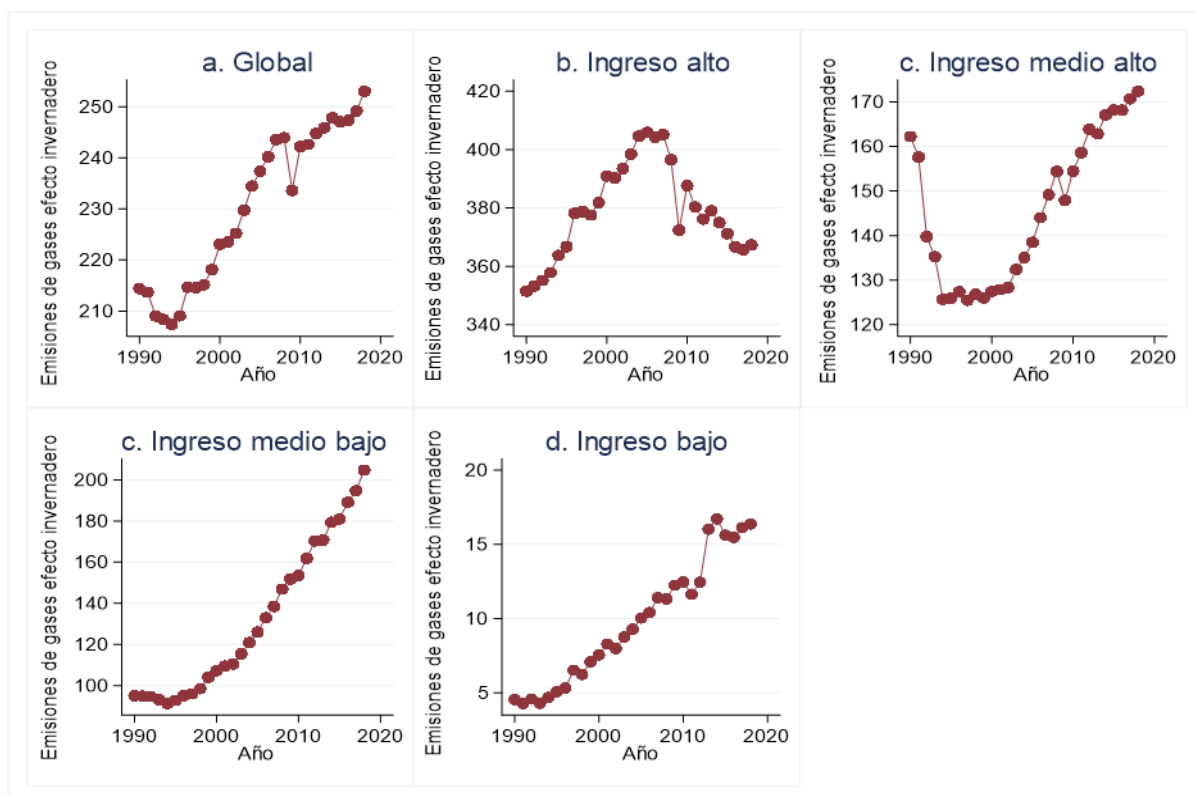 a. Global
Emisiones de gases efecto invernadero
250
240
230
220
210
1990 2000 2010 2020
Año
b. Ingreso alto
Emisiones de gases efecto invernadero
420
400
380
360
340
1990 2000 2010 2020
Año
c. Ingreso medio alto
Emisiones de gases efecto invernadero
170
160
150
140
130
120
1990 2000 2010 2020
Año
c. Ingreso medio bajo
Emisiones de gases efecto invernadero
200
180
160
140
120
100
1990 2000 2010 2020
Año
d. Ingreso bajo
Emisiones de gases efecto invernadero
20
15
10
5
1990 2000 2010 2020
Año